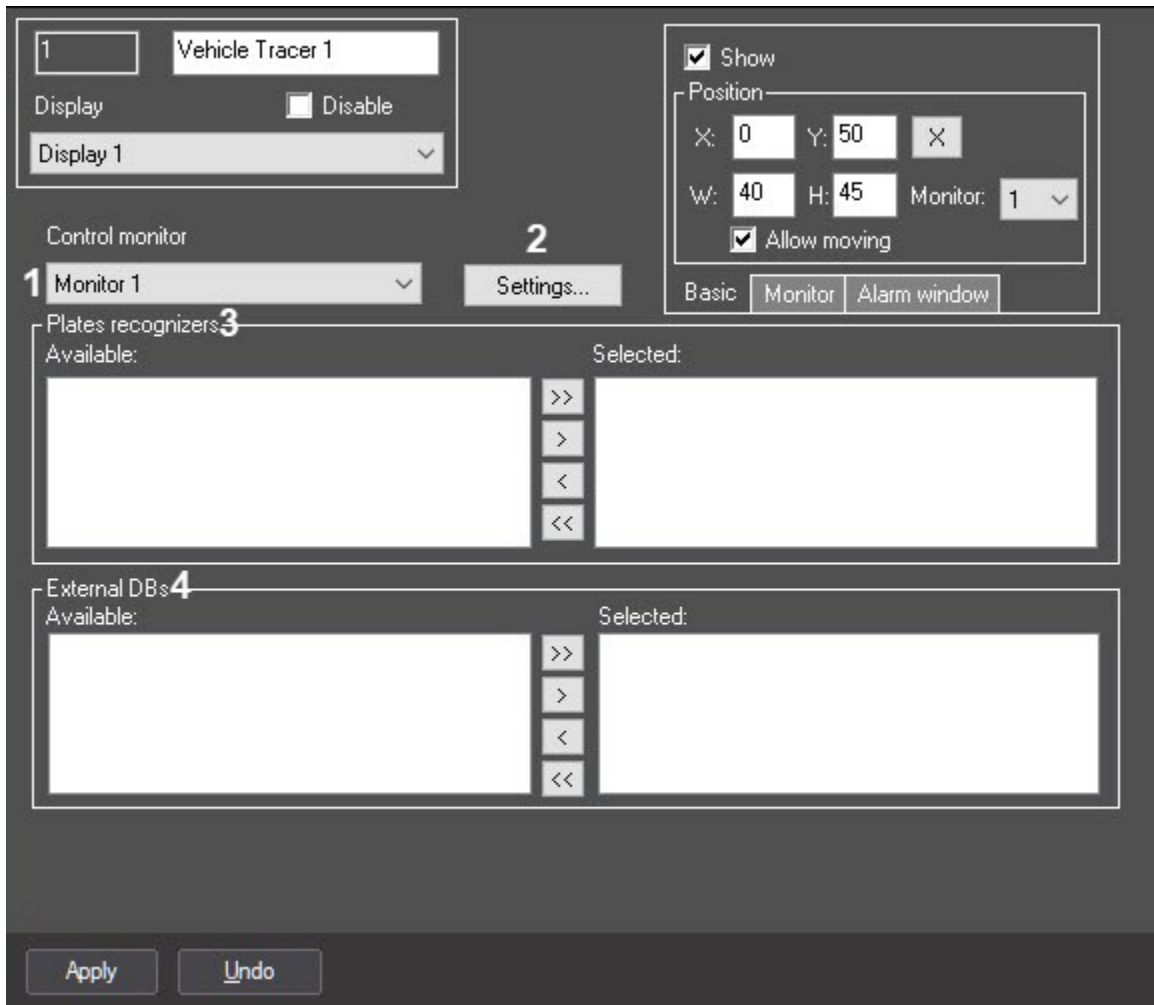 1
Vehicle Tracer 1
Display
Disable
Display 1
Show
Position
X: 0 Y: 50 X
W: 40 H: 45 Monitor: 1
Allow moving
Basic Monitor Alarm window
Control monitor
2
1 Monitor 1
Settings...
Plates recognizers 3
Available: Selected:
>>
>
<
<<
External DBs 4
Available: Selected:
>>
>
<
<<
Apply Undo